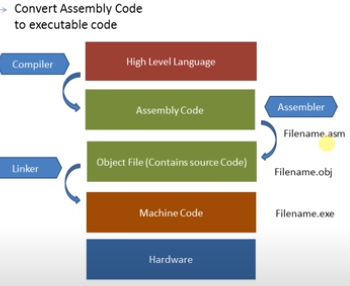 Convert Assembly Code
to executable code
Compiler
High Level Language
Assembly Code
Assembler
Filename.asm
Linker
Object File (Contains source Code)
Filename.obj
Machine Code
Filename.exe
Hardware